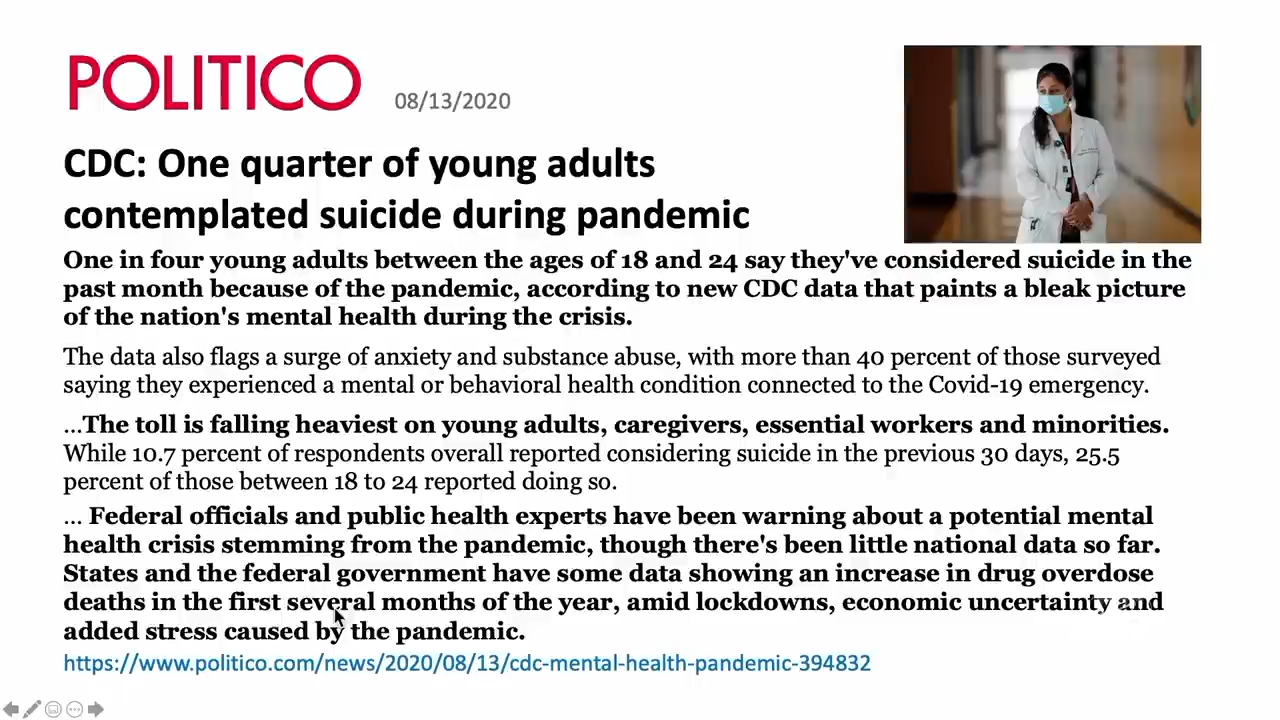 POLITICO 08/13/2020
CDC: One quarter of young adults
contemplated suicide during pandemic
One in four young adults between the ages of 18 and 24 say they've considered suicide in the
past month because of the pandemic, according to new CDC data that paints a bleak picture
of the nation's mental health during the crisis.
The data also flags a surge of anxiety and substance abuse, with more than 40 percent of those surveyed
saying they experienced a mental or behavioral health condition connected to the Covid-19 emergency.
...The toll is falling heaviest on young adults, caregivers, essential workers and minorities.
While 10.7 percent of respondents overall reported considering suicide in the previous 30 days, 25.5
percent of those between 18 to 24 reported doing so.
... Federal officials and public health experts have been warning about a potential mental
health crisis stemming from the pandemic, though there's been little national data so far.
States and the federal government have some data showing an increase in drug overdose
deaths in the first several months of the year, amid lockdowns, economic uncertainty and
added stress caused by the pandemic.
https://www.politico.com/news/2020/08/13/cdc-mental-health-pandemic-394832